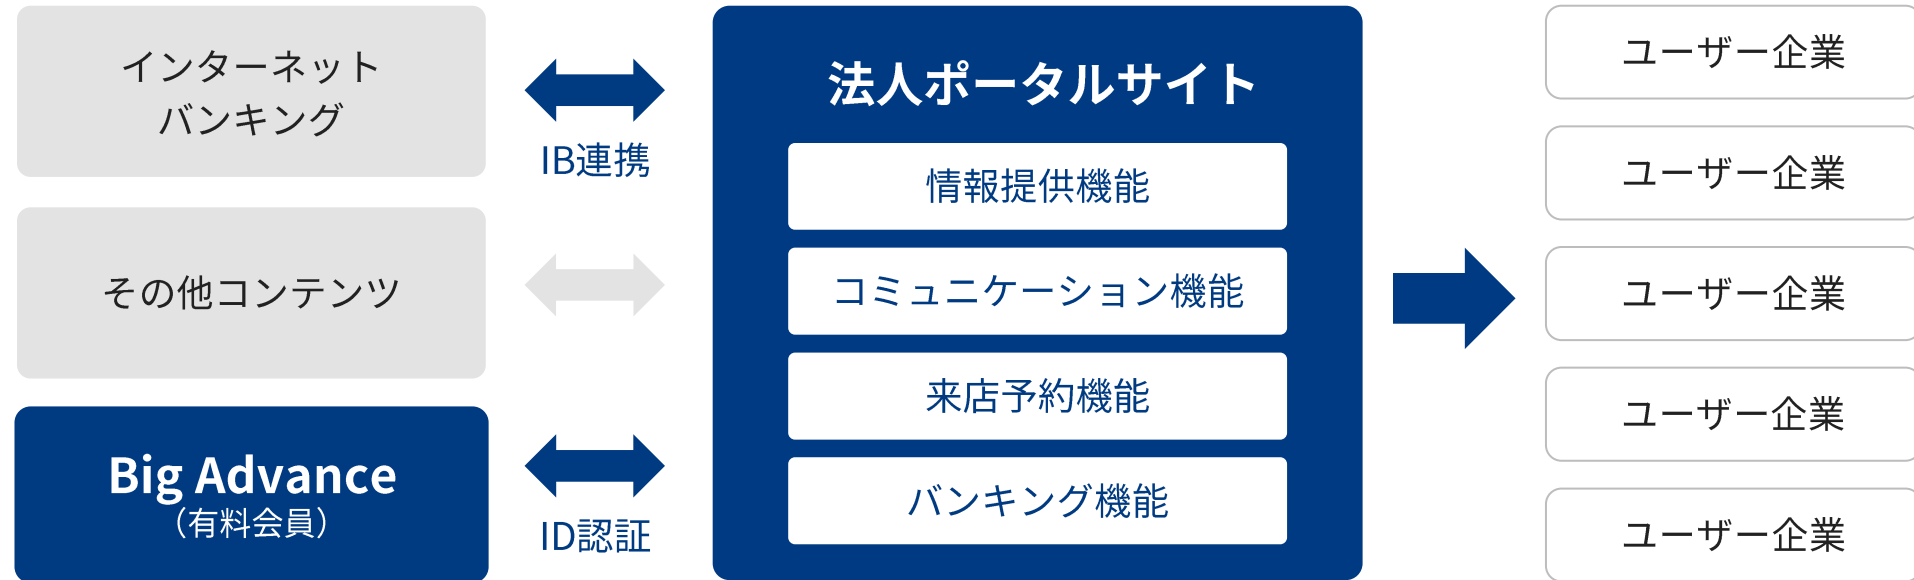 インターネット
バンキング
IB連携
その他コンテンツ
Big Advance
（有料会員）
ID認証
法人ポータルサイト
情報提供機能
コミュニケーション機能
来店予約機能
バンキング機能
ユーザー企業
ユーザー企業
ユーザー企業
ユーザー企業
ユーザー企業